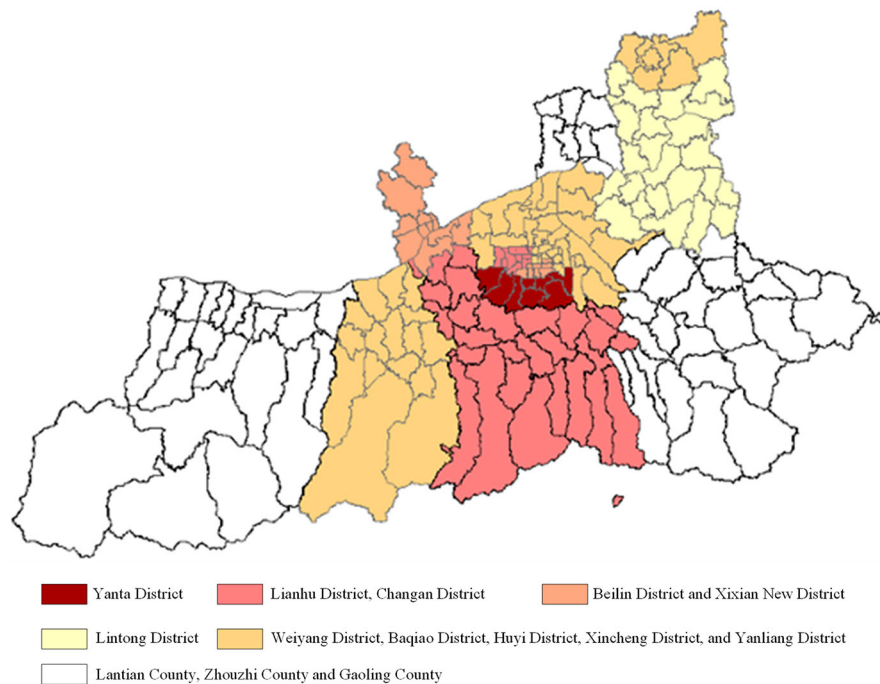 Yanta District
Lianhu District, Changan District
Beilin District and Xixian New District
Lintong District
Weiyang District, Baqiao District, Huyi District, Xincheng District, and Yanliang District
Lantian County, Zhouzhi County and Gaoling County